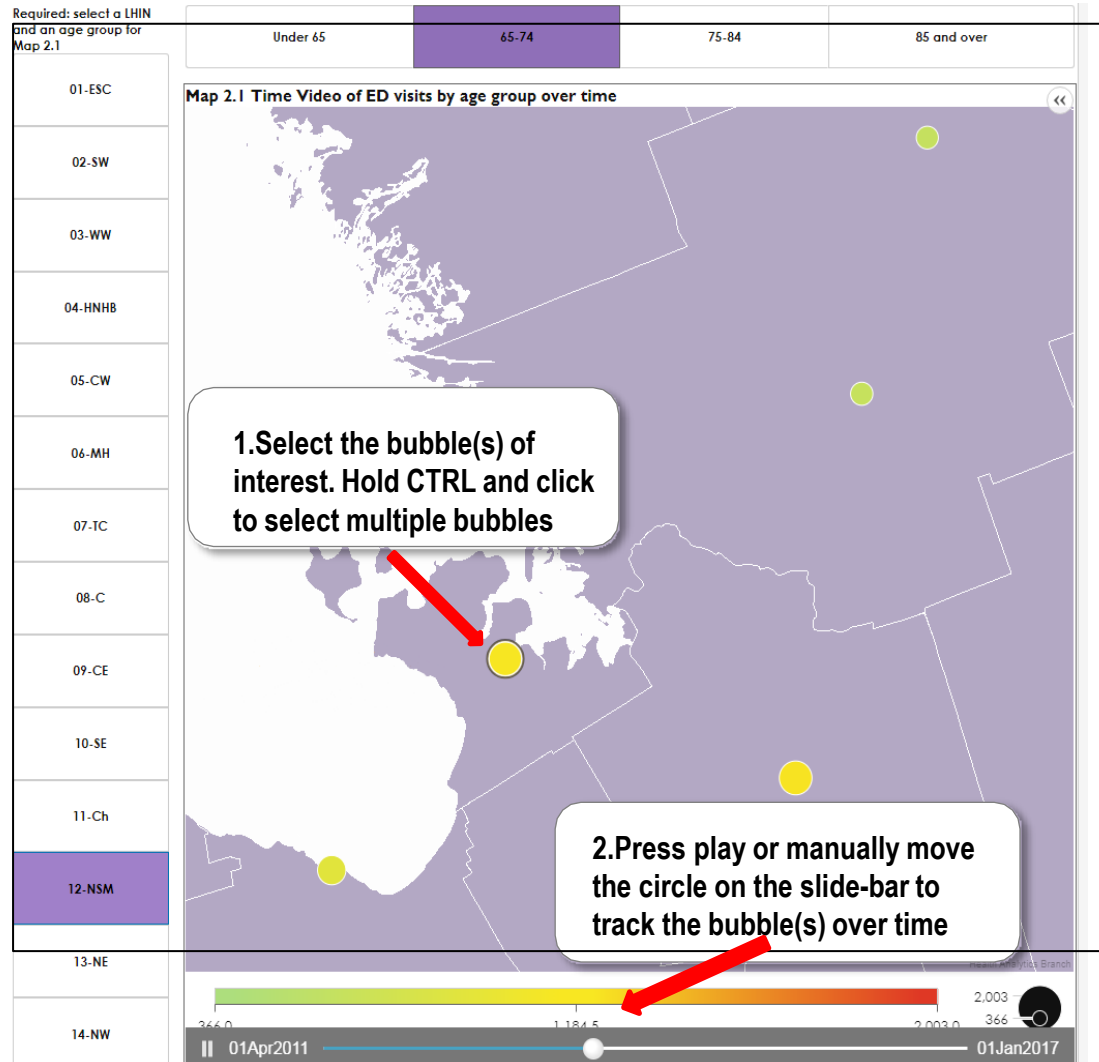 Required: select a LHIN
and an age group for
Map 2.1
Under 65
65-74
75-84
85 and over
01-ESC
02-SW
03-WW
04-HNHB
05-CW
06-MH
07-TC
08-C
09-CE
10-SE
11-Ch
12-NSM
13-NE
14-NW
Map 2.1 Time Video of ED visits by age group over time
1.Select the bubble(s) of
interest. Hold CTRL and click
to select multiple bubbles
2.Press play or manually move
the circle on the slide-bar to
track the bubble(s) over time
Health Analytics Branch
366.0
1,184.5
2,003.0
2,003
366
01Apr2011
01Jan2017